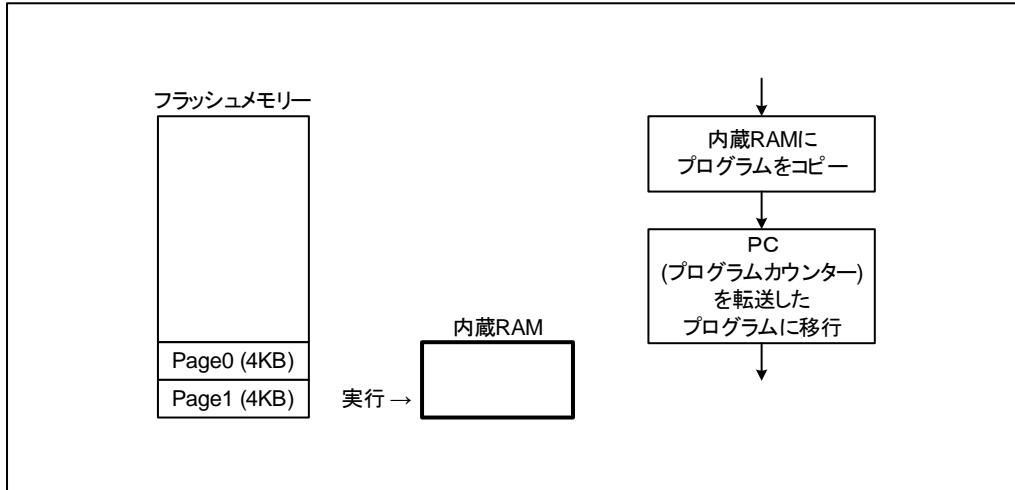 フラッシュメモリー
Page0 (4KB)
Page1 (4KB)
実行 →
内蔵RAM
内蔵RAMに
プログラムをコピー
PC
(プログラムカウンター)
を転送した
プログラムに移行